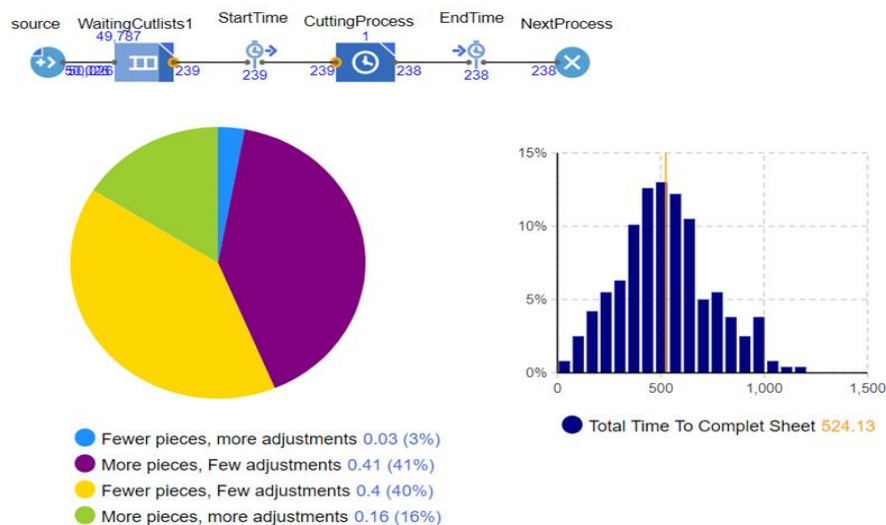 source WaitingCutlists1 StartTime CuttingProcess EndTime NextProcess
49,787 1
239 239 239 238 238 238
15%
10%
5%
0%
0 500 1,000 1,500
Total Time To Complet Sheet 524.13
Fewer pieces, more adjustments 0.03 (3%)
More pieces, Few adjustments 0.41 (41%)
Fewer pieces, Few adjustments 0.4 (40%)
More pieces, more adjustments 0.16 (16%)